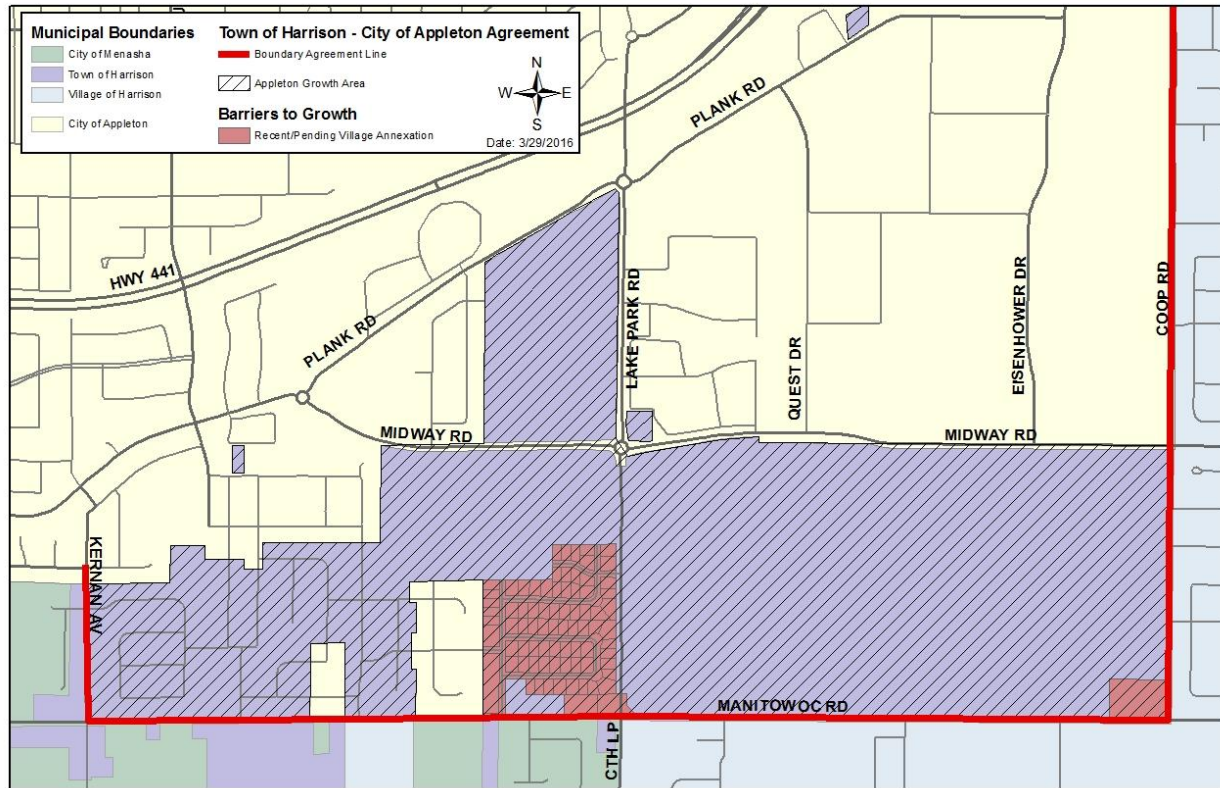 Municipal Boundaries
City of Menasha
Town of Harrison
Village of Harrison
City of Appleton
Town of Harrison - City of Appleton Agreement
Boundary Agreement Line
Appleton Growth Area
Barriers to Growth
Recent/Pending Village Annexation
N
W E
S
Date: 3/29/2016
PLANK RD
HWY 441
PLANK RD
LAKE PARK RD
QUEST DR
EISENHOWER DR
COOP RD
MIDWAY RD
MIDWAY RD
KERNAN AV
MANITOWOC RD
CTH LP